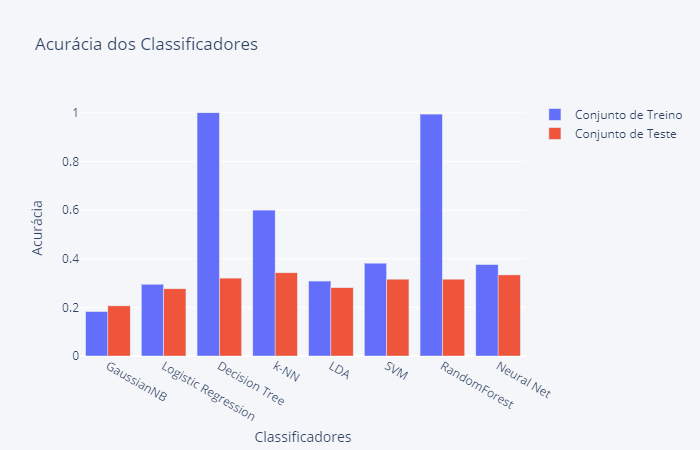 Acurácia dos Classificadores
Conjunto de Treino
Conjunto de Teste
Acurácia
1
0.8
0.6
0.4
0.2
0
GaussianNB
Logistic Regression
Decision Tree
k-NN
LDA
SVM
RandomForest
Neural Net
Classificadores